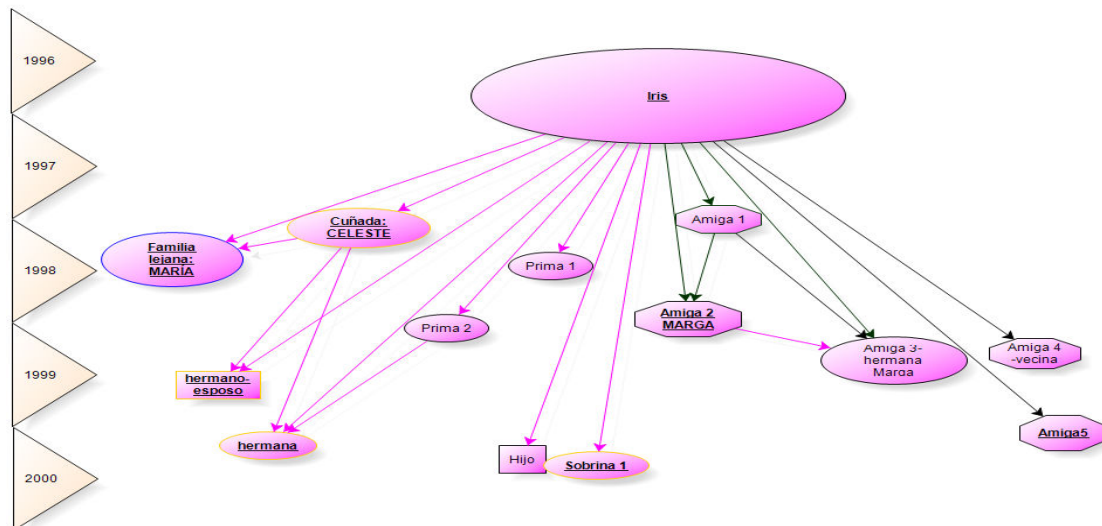 1996
Iris
1997
Cuñada:
CELESTE
Amiga 1
Familia
lejana:
MARÍA
1998
Prima 1
Prima 2
Amiga 2
MARGA
Amiga 3-
hermana
Marga
Amiga 4
-vecina
1999
hermano-
esposo
hermana
Amiga5
Hijo
Sobrina 1
2000